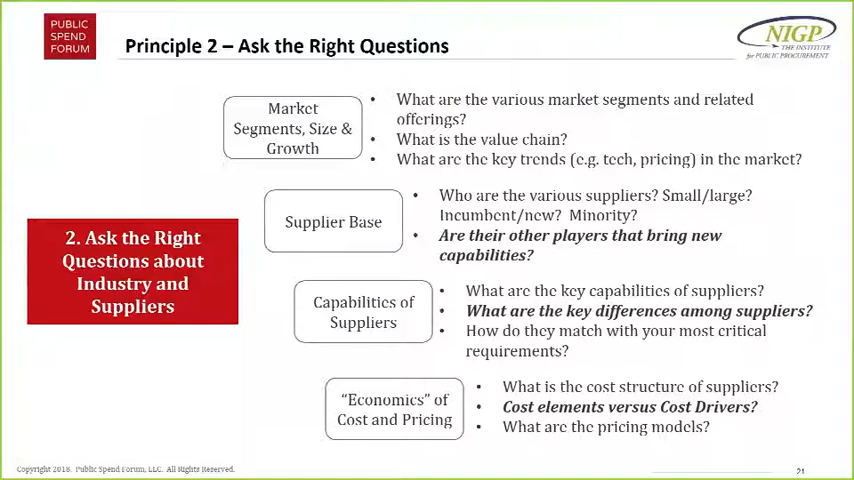 PUBLIC
SPEND
FORUM
Principle 2 – Ask the Right Questions
NIGP
THE INSTITUTE
for PUBLIC PROCUREMENT
2. Ask the Right
Questions about
Industry and
Suppliers
Market
Segments, Size &
Growth
• What are the various market segments and related
offerings?
• What is the value chain?
• What are the key trends (e.g. tech, pricing) in the market?
Supplier Base
• Who are the various suppliers? Small/large?
Incumbent/new? Minority?
• Are their other players that bring new
capabilities?
Capabilities of
Suppliers
• What are the key capabilities of suppliers?
• What are the key differences among suppliers?
• How do they match with your most critical
requirements?
“Economics” of
Cost and Pricing
• What is the cost structure of suppliers?
• Cost elements versus Cost Drivers?
• What are the pricing models?
Copyright 2018. Public Spend Forum, LLC. All Rights Reserved.
21